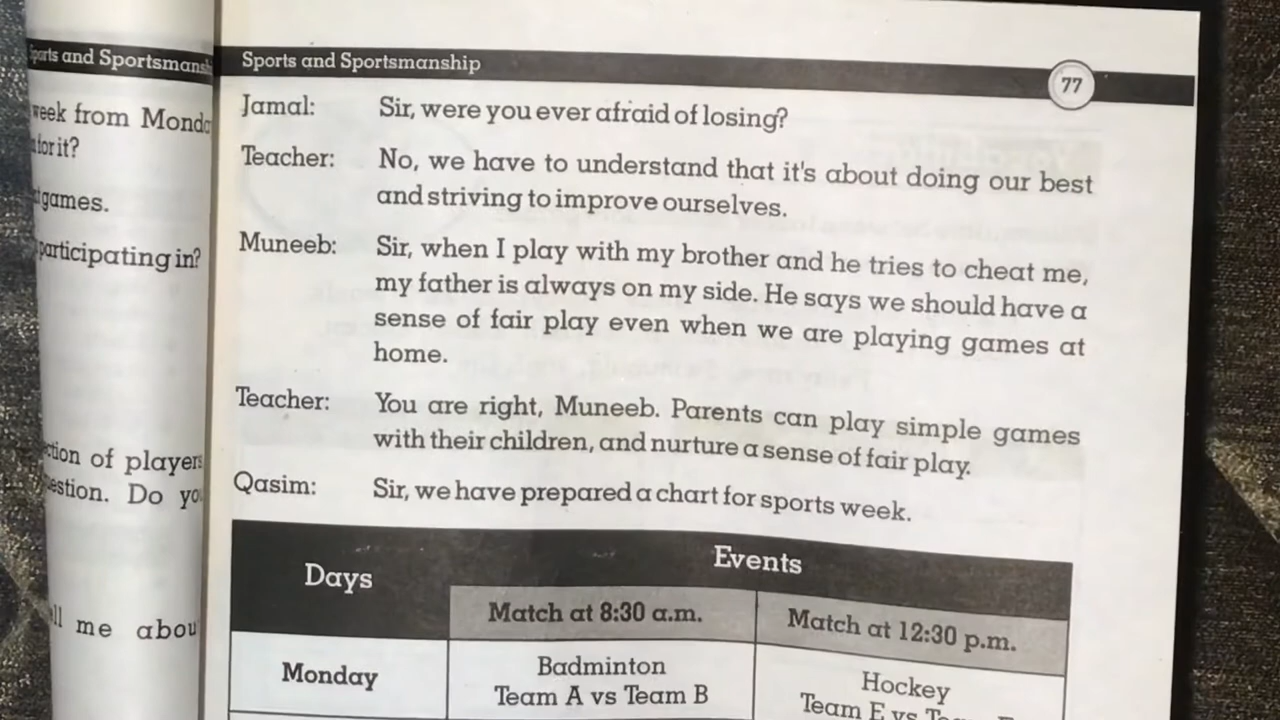 Sports and Sportsmans
week from Mond
for it?
games.
participating in?
ction of players
estion. Do yo
ll me abou
Sports and Sportsmanship
77
Jamal: Sir, were you ever afraid of losing?
Teacher: No, we have to understand that it's about doing our best
and striving to improve ourselves.
Muneeb: Sir, when I play with my brother and he tries to cheat me,
my father is always on my side. He says we should have a
sense of fair play even when we are playing games at
home.
Teacher: You are right, Muneeb. Parents can play simple games
with their children, and nurture a sense of fair play.
Qasim: Sir, we have prepared a chart for sports week.
Days
Events
Match at 8:30 a.m.
Match at 12:30 p.m.
Monday
Badminton
Team A vs Team B
Hockey
Team E vs